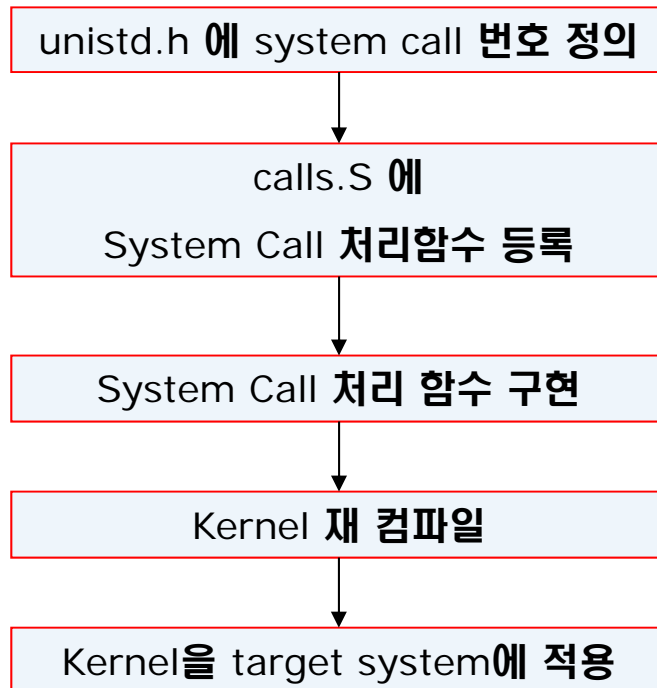 unistd.h 에 system call 번호 정의
calls.S 에
System Call 처리함수 등록
System Call 처리 함수 구현
Kernel 재 컴파일
Kernel을 target system에 적용